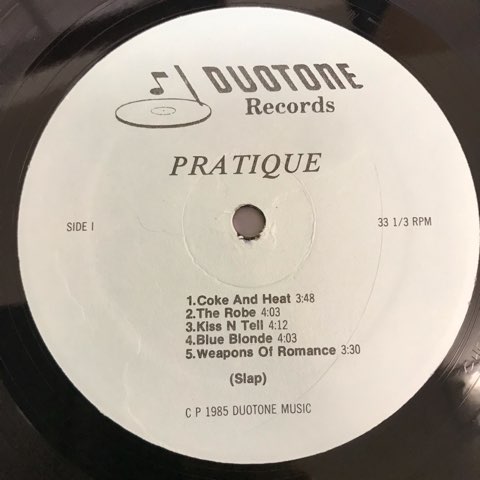 DUOTONE
Records
PRATIQUE
SIDE I
33 1/3 RPM
1.Coke And Heat 3:48
2.The Robe 4:03
3.Kiss N Tell 4:12
4.Blue Blonde 4:03
5.Weapons Of Romance 3:30
(Slap)
C P 1985 DUOTONE MUSIC